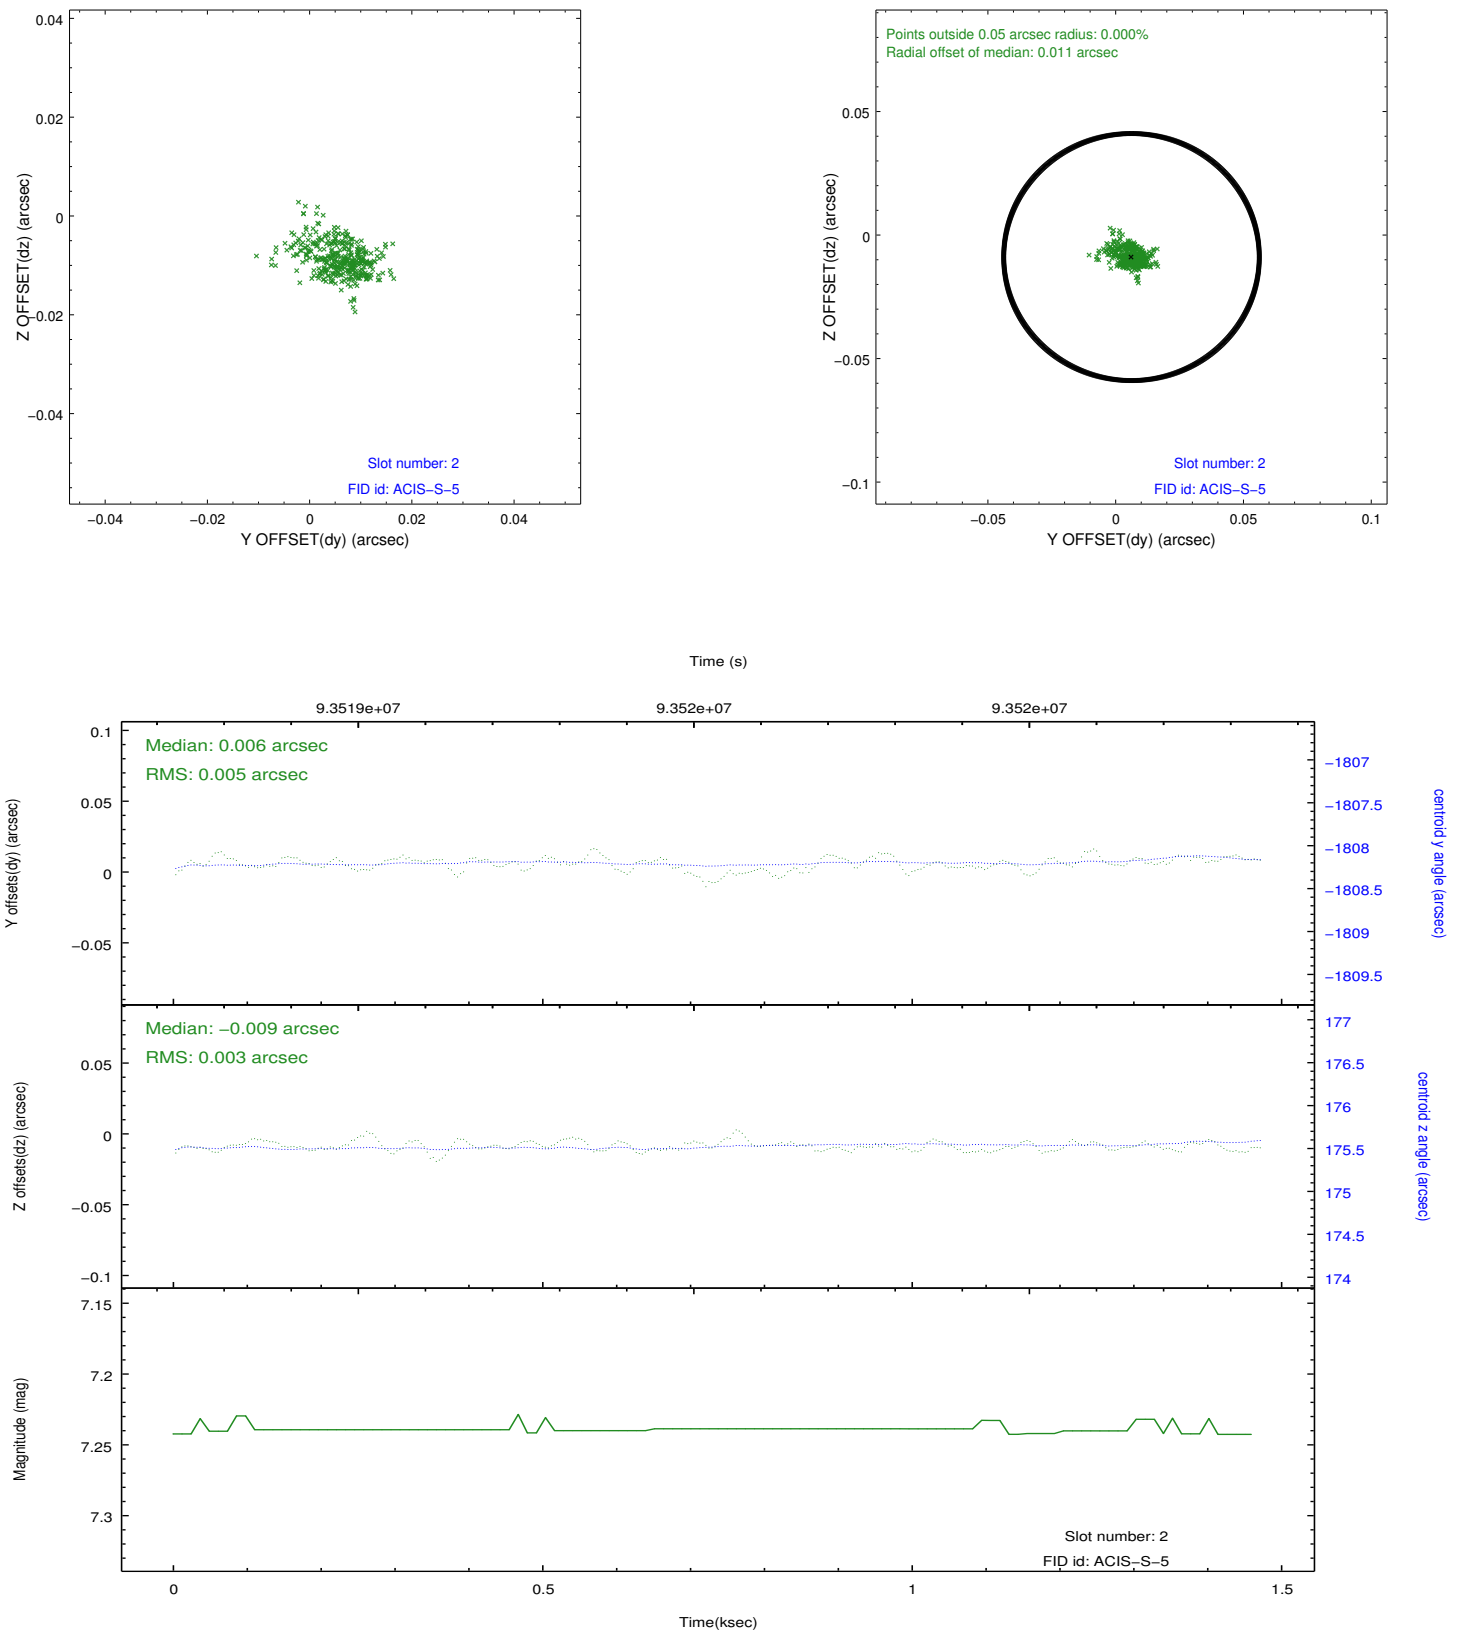 0.04
0.02
0
−0.02
−0.04
Z OFFSET(dz) (arcsec)
−0.04
−0.02
0
0.02
0.04
Y OFFSET(dy) (arcsec)
Slot number: 2
FID id: ACIS−S−5
Points outside 0.05 arcsec radius: 0.000%
Radial offset of median: 0.011 arcsec
0.05
0
−0.05
−0.1
Z OFFSET(dz) (arcsec)
−0.05
0
0.05
0.1
Y OFFSET(dy) (arcsec)
Slot number: 2
FID id: ACIS−S−5
Time (s)
9.3519e+07
9.352e+07
9.352e+07
Median: 0.006 arcsec
RMS: 0.005 arcsec
0.1
0.05
0
−0.05
Y offsets(dy) (arcsec)
−1807
−1807.5
−1808
−1808.5
−1809
−1809.5
centroid y angle (arcsec)
Median: −0.009 arcsec
RMS: 0.003 arcsec
0.05
0
−0.05
−0.1
Z offsets(dz) (arcsec)
177
176.5
176
175.5
175
174.5
174
centroid z angle (arcsec)
7.15
7.2
7.25
7.3
Magnitude (mag)
Slot number: 2
FID id: ACIS−S−5
0
0.5
1
1.5
Time(ksec)